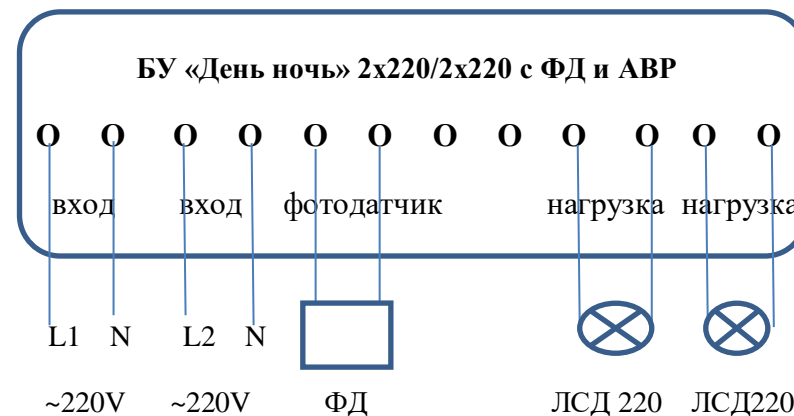 БУ «День ночь» 2х220/2х220 с ФД и АВР
О О О О О О О О О О О О
вход вход фотодатчик нагрузка нагрузка
L1 N L2 N
~220V ~220V ФД ЛСД 220 ЛСД220